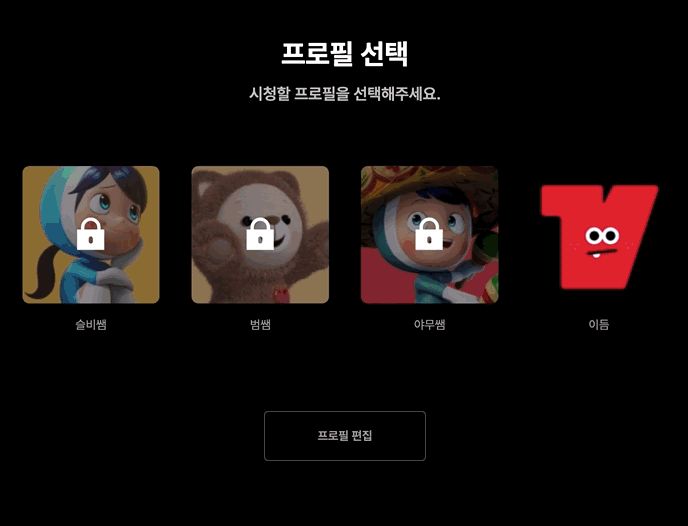 프로필 선택
시청할 프로필을 선택해주세요.
슬비쌤
범쌤
야무쌤
이듬
프로필 편집